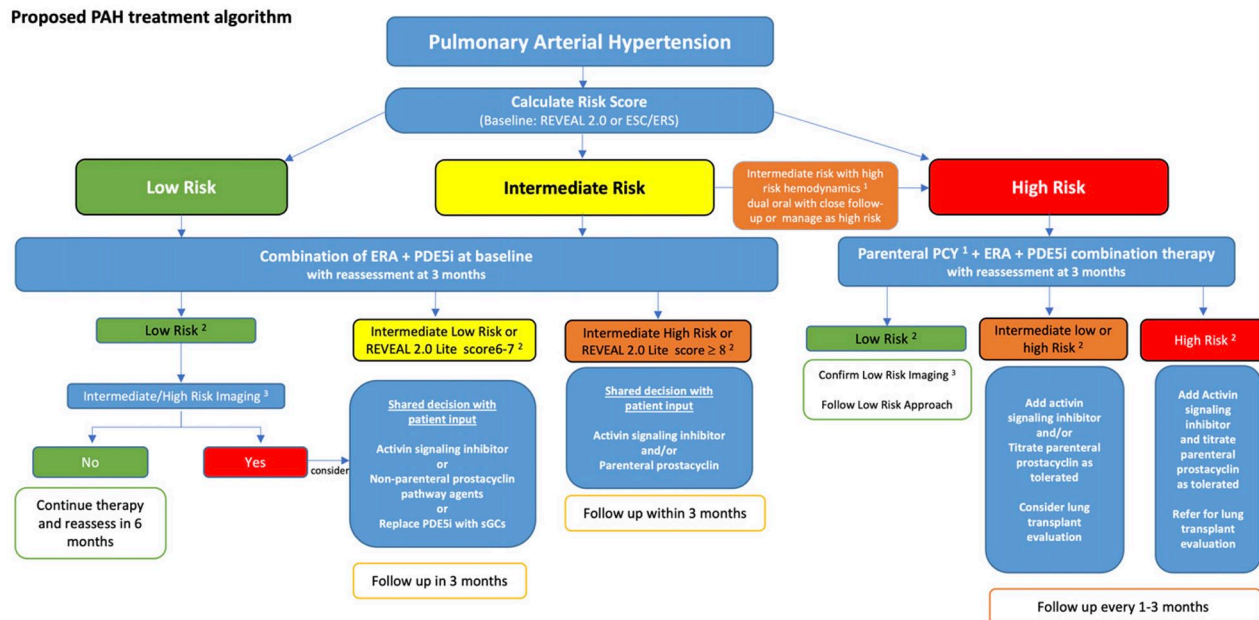 Proposed PAH treatment algorithm
Pulmonary Arterial Hypertension
Calculate Risk Score
(Baseline: REVEAL 2.0 or ESC/ERS)
Low Risk
Intermediate Risk
Intermediate risk with high
risk hemodynamics ¹
dual oral with close follow-
up or manage as high risk
High Risk
Combination of ERA + PDE5i at baseline
with reassessment at 3 months
Parenteral PCY ¹ + ERA + PDE5i combination therapy
with reassessment at 3 months
Low Risk ²
Intermediate/High Risk Imaging ³
No
Yes
consider
Continue therapy
and reassess in 6
months
Intermediate Low Risk or
REVEAL 2.0 Lite score6-7 ²
Shared decision with
patient input
Activin signaling inhibitor
or
Non-parenteral prostacyclin
pathway agents
or
Replace PDE5i with sGCs
Follow up in 3 months
Intermediate High Risk or
REVEAL 2.0 Lite score ≥ 8 ²
Shared decision with
patient input
Activin signaling inhibitor
and/or
Parenteral prostacyclin
Follow up within 3 months
Low Risk ²
Confirm Low Risk Imaging ³
Follow Low Risk Approach
Intermediate low or
high Risk ²
Add activin
signaling inhibitor
and/or
Titrate parenteral
prostacyclin as
tolerated
Consider lung
transplant
evaluation
High Risk ²
Add Activin
signaling
inhibitor
and titrate
parenteral
prostacyclin
as tolerated
Refer for lung
transplant
evaluation
Follow up every 1-3 months